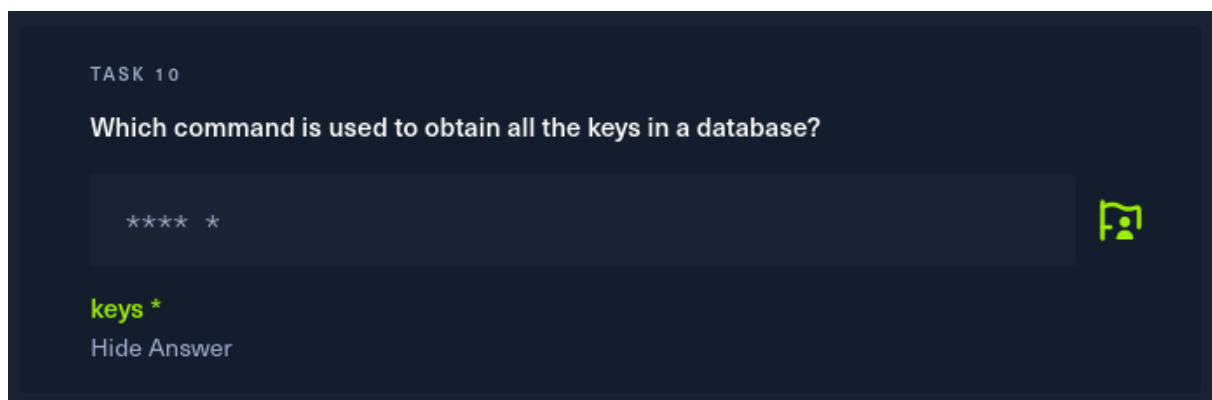 TASK 10
Which command is used to obtain all the keys in a database?
**** *
keys *
Hide Answer